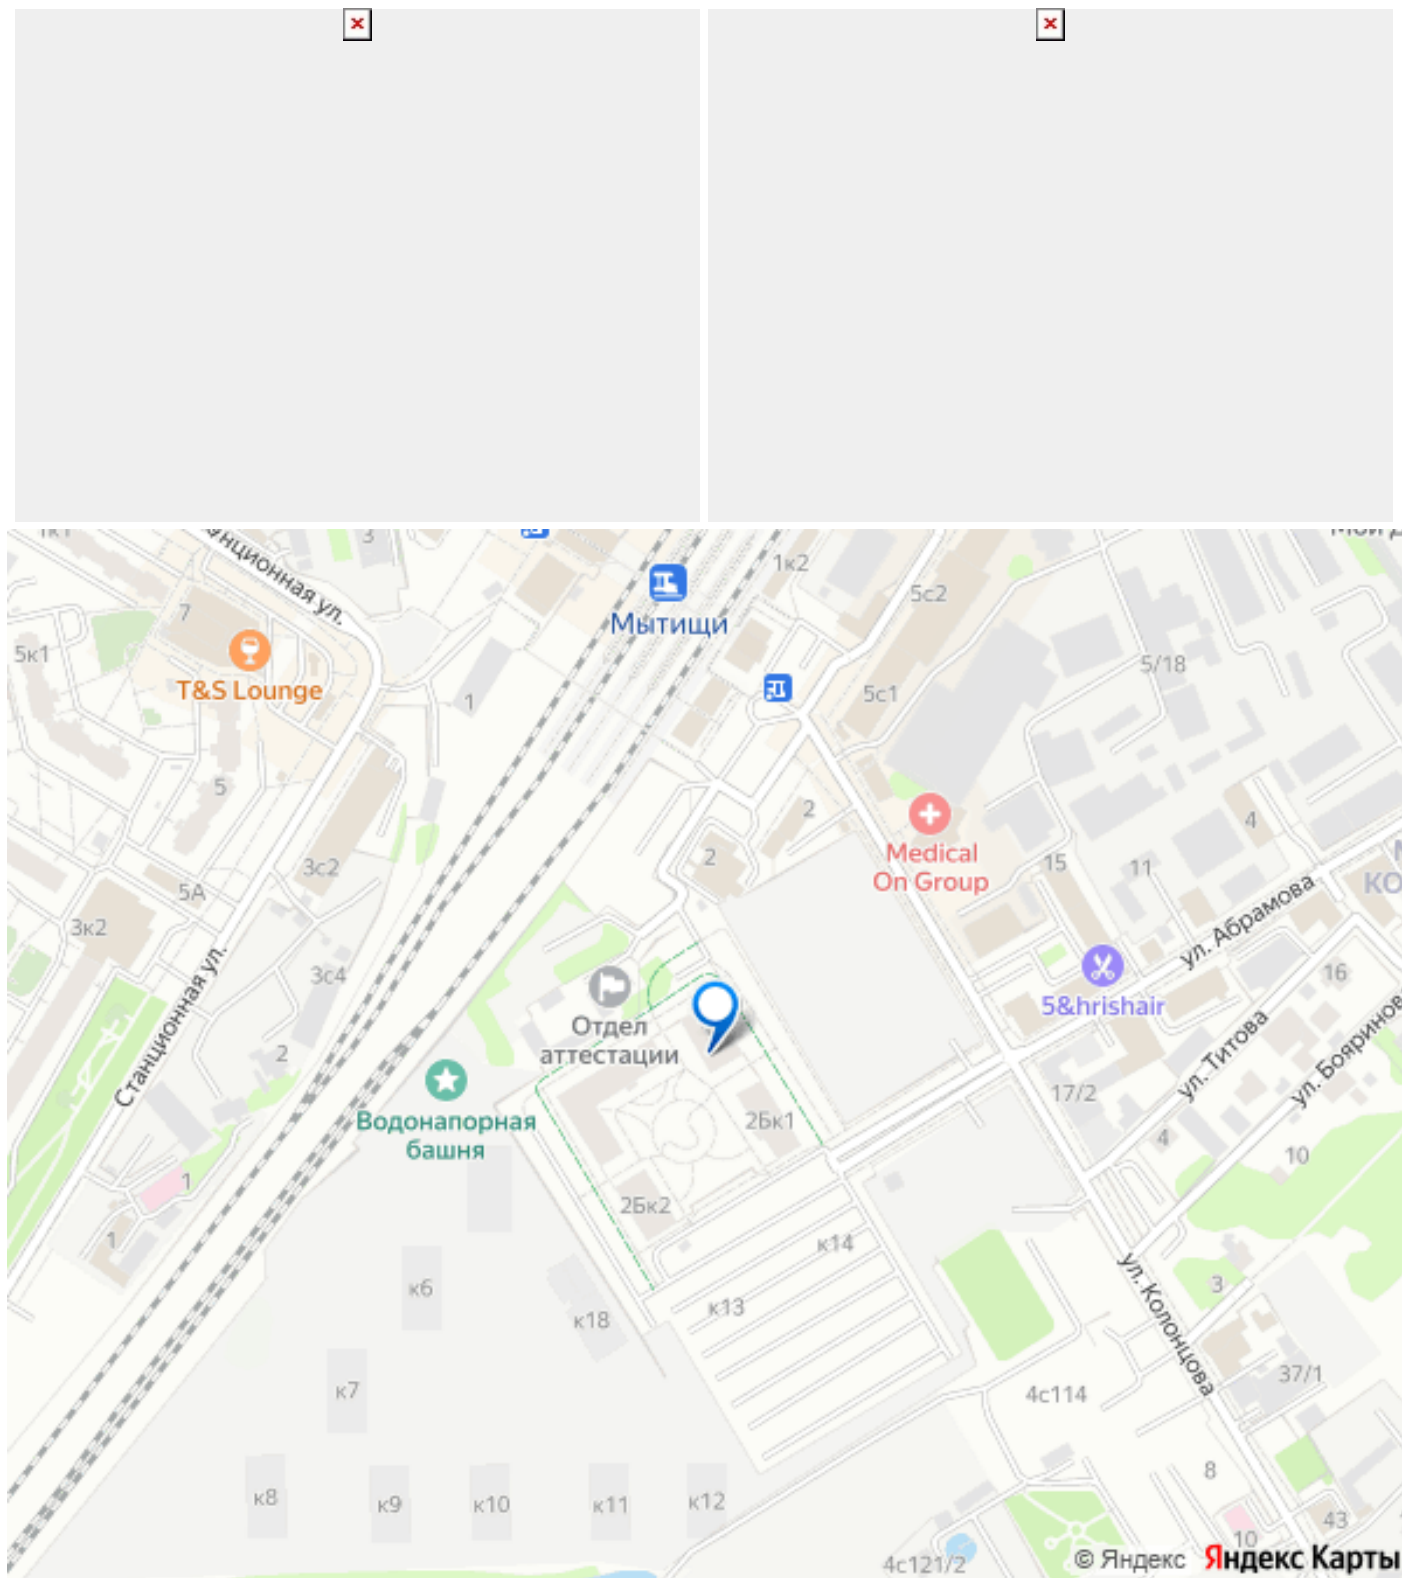 1к1
3
Мытищи
1к2
5с2
Станционная ул.
7
5к1
T&S Lounge
1
5с1
5/18
5
2
4
3с2
5А
2
Medical
On Group
15
11
КО
3к2
ул. Абрамова
3с4
16
5&hrishair
Отдел
аттестации
Станционная ул.
2
ул. Титова
ул. Бояринова
17/2
Водонапорная
башня
2Бк1
4
10
1
2Бк2
1
к14
3
к6
к13
к18
ул. Колонцова
37/1
к7
4с114
8
к8
к9
к10
к11
к12
43
10
4с121/2
© Яндекс
Яндекс Карты